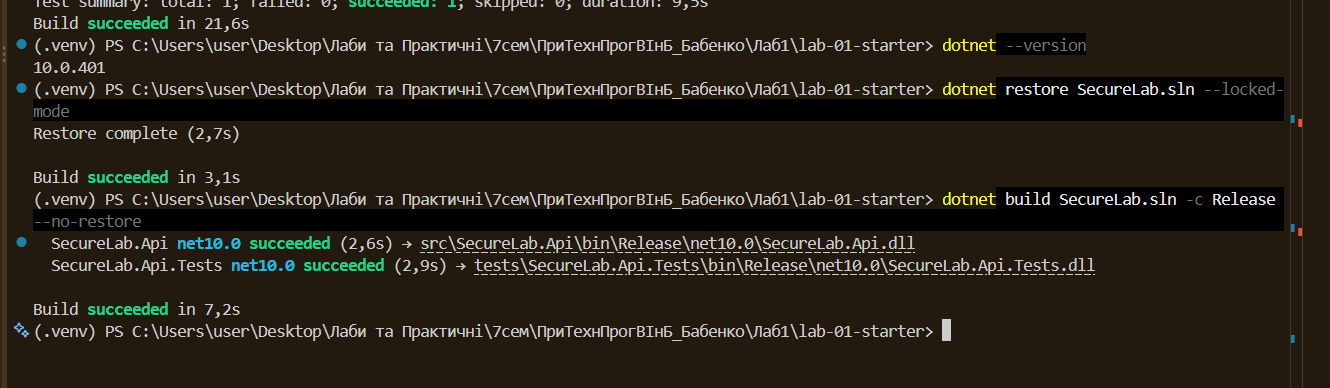 Test summary: total: 1; failed: 0; succeeded: 1; skipped: 0; duration: 9,5s
Build succeeded in 21,6s
(.venv) PS C:\Users\user\Desktop\Лаби та Практичні\7сем\ПриТехнПрогВІнБ_Бабенко\Лаб1\lab-01-starter> dotnet --version
10.0.401
(.venv) PS C:\Users\user\Desktop\Лаби та Практичні\7сем\ПриТехнПрогВІнБ_Бабенко\Лаб1\lab-01-starter> dotnet restore SecureLab.sln --locked-
mode
Restore complete (2,7s)
Build succeeded in 3,1s
(.venv) PS C:\Users\user\Desktop\Лаби та Практичні\7сем\ПриТехнПрогВІнБ_Бабенко\Лаб1\lab-01-starter> dotnet build SecureLab.sln -c Release
--no-restore
SecureLab.Api net10.0 succeeded (2,6s) → src\SecureLab.Api\bin\Release\net10.0\SecureLab.Api.dll
SecureLab.Api.Tests net10.0 succeeded (2,9s) → tests\SecureLab.Api.Tests\bin\Release\net10.0\SecureLab.Api.Tests.dll
Build succeeded in 7,2s
(.venv) PS C:\Users\user\Desktop\Лаби та Практичні\7сем\ПриТехнПрогВІнБ_Бабенко\Лаб1\lab-01-starter>